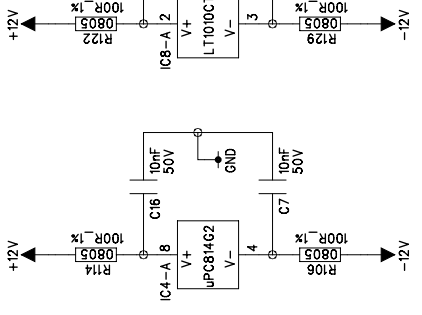 +12V
100R_1%
0805
R122
2
V+
IC8-A
LT1010CT
V-
3
100R_1%
0805
R129
-12V
10nF
50V
C16
GND
10nF
50V
C7
+12V
100R_1%
0805
R114
8
V+
IC4-A
uPC814G2
V-
4
100R_1%
0805
R106
-12V